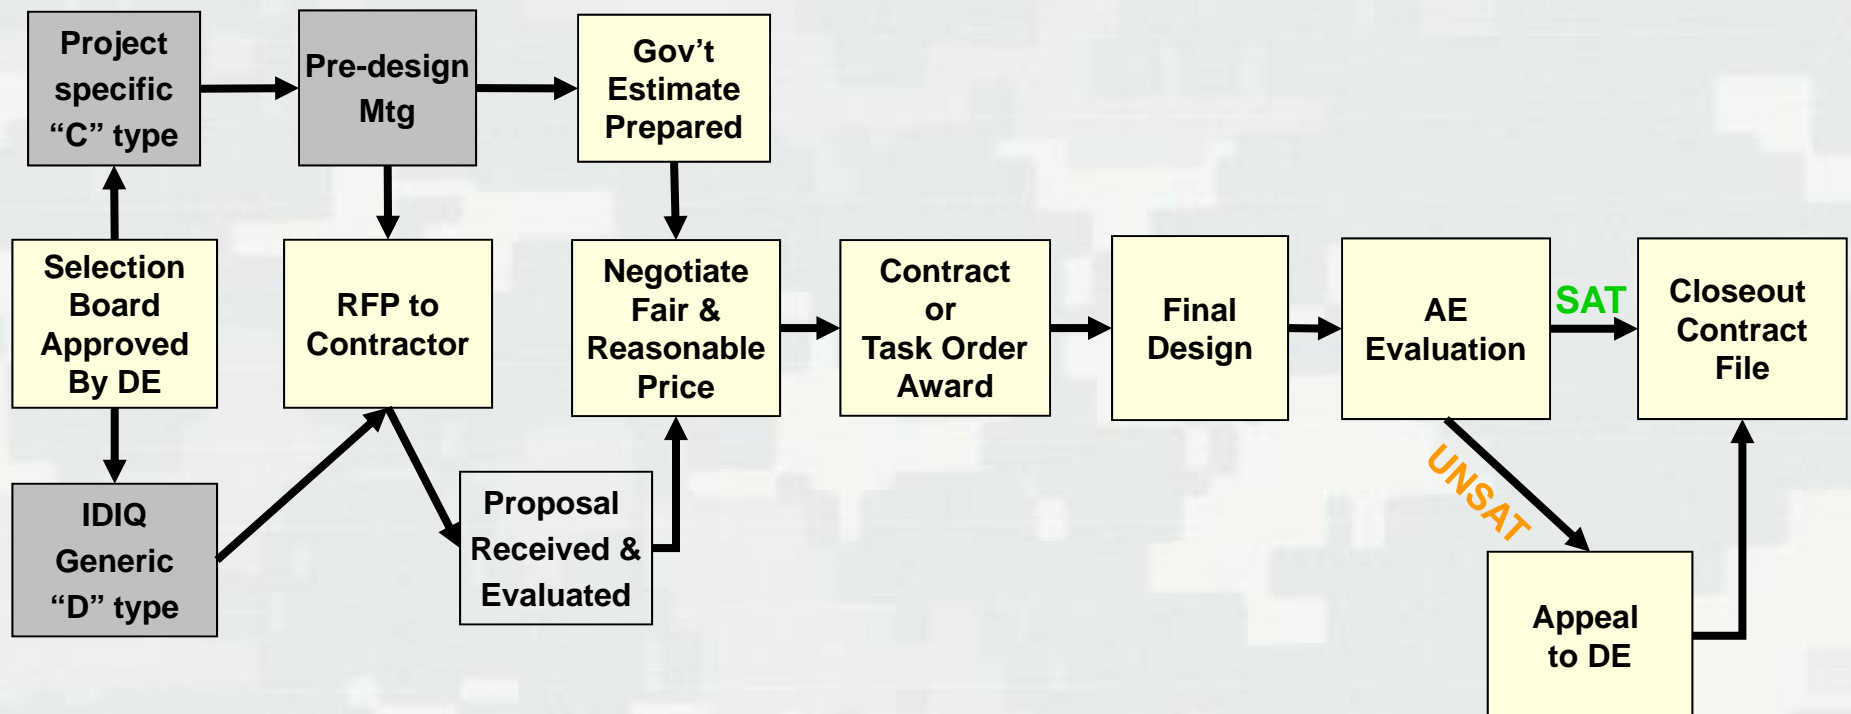 Project
specific
“C” type
Pre-design
Mtg
Gov’t
Estimate
Prepared
Selection
Board
Approved
By DE
RFP to
Contractor
Negotiate
Fair &
Reasonable
Price
Contract
or
Task Order
Award
Final
Design
AE
Evaluation
SAT
Closeout
Contract
File
IDIQ
Generic
“D” type
Proposal
Received &
Evaluated
UNSAT
Appeal
to DE